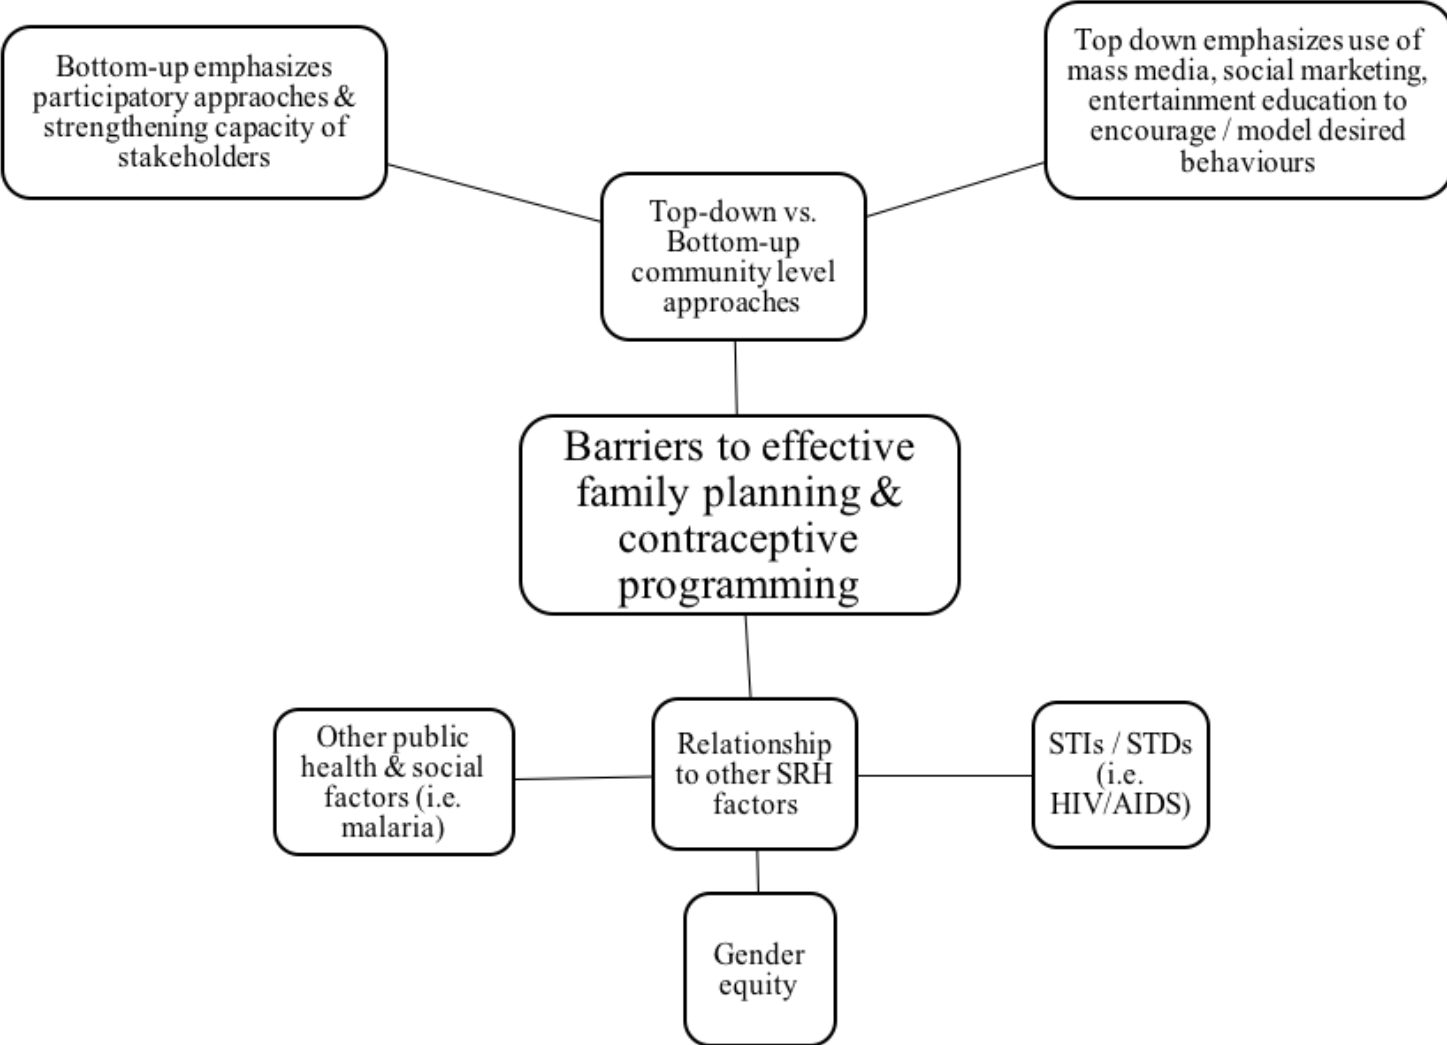 Bottom-up emphasizes
participatory appraoches &
strengthening capacity of
stakeholders
Top down emphasizes use of
mass media, social marketing,
entertainment education to
encourage / model desired
behaviours
Top-down vs.
Bottom-up
community level
approaches
Barriers to effective
family planning &
contraceptive
programming
Other public
health & social
factors (i.e.
malaria)
Relationship
to other SRH
factors
STIs / STDs
(i.e.
HIV/AIDS)
Gender
equity